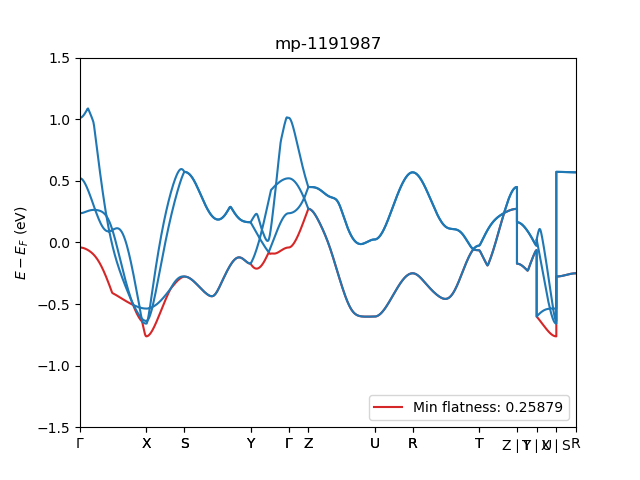 mp-1191987
1.5
1.0
0.5
0.0
−0.5
−1.0
−1.5
E − E_F (eV)
Min flatness: 0.25879
Γ X S Y Γ Z U R T Z|Y T|X U|S R